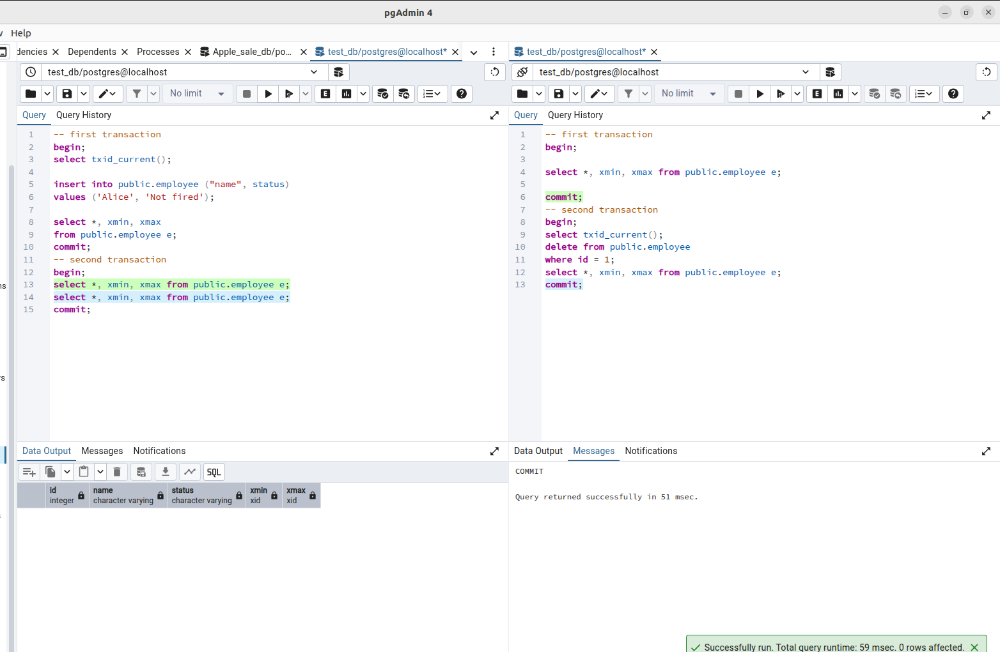 pgAdmin 4
Help
dencies
Dependents
Processes
Apple_sale_db/po...
test_db/postgres@localhost*
test_db/postgres@localhost*
test_db/postgres@localhost
test_db/postgres@localhost
No limit
E
No limit
E
Query
Query History
1 -- first transaction
2 begin;
3 select txid_current();
4
5 insert into public.employee ("name", status)
6 values ('Alice', 'Not fired');
7
8 select *, xmin, xmax
9 from public.employee e;
10 commit;
11 -- second transaction
12 begin;
13 select *, xmin, xmax from public.employee e;
14 select *, xmin, xmax from public.employee e;
15 commit;
Query
Query History
1 -- first transaction
2 begin;
3
4 select *, xmin, xmax from public.employee e;
5
6 commit;
7 -- second transaction
8 begin;
9 select txid_current();
10 delete from public.employee
11 where id = 1;
12 select *, xmin, xmax from public.employee e;
13 commit;
ns
rs
Data Output
Messages
Notifications
SQL
id
integer
name
character varying
status
character varying
xmin
xid
xmax
xid
Data Output
Messages
Notifications
COMMIT
Query returned successfully in 51 msec.
Successfully run. Total query runtime: 59 msec. 0 rows affected.